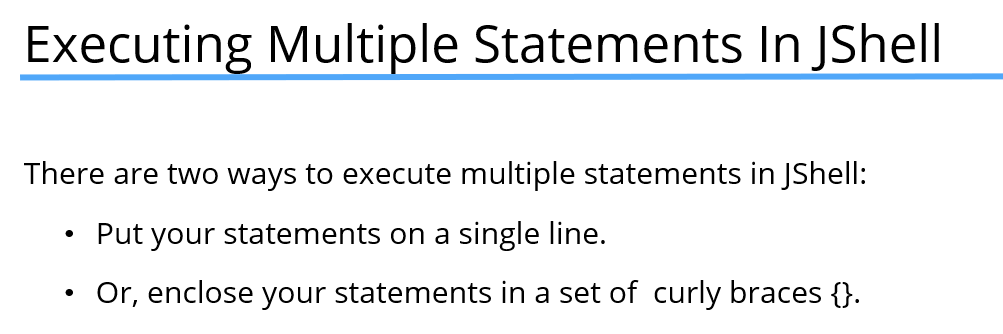 Executing Multiple Statements In JShell
There are two ways to execute multiple statements in JShell:
• Put your statements on a single line.
• Or, enclose your statements in a set of  curly braces {}.